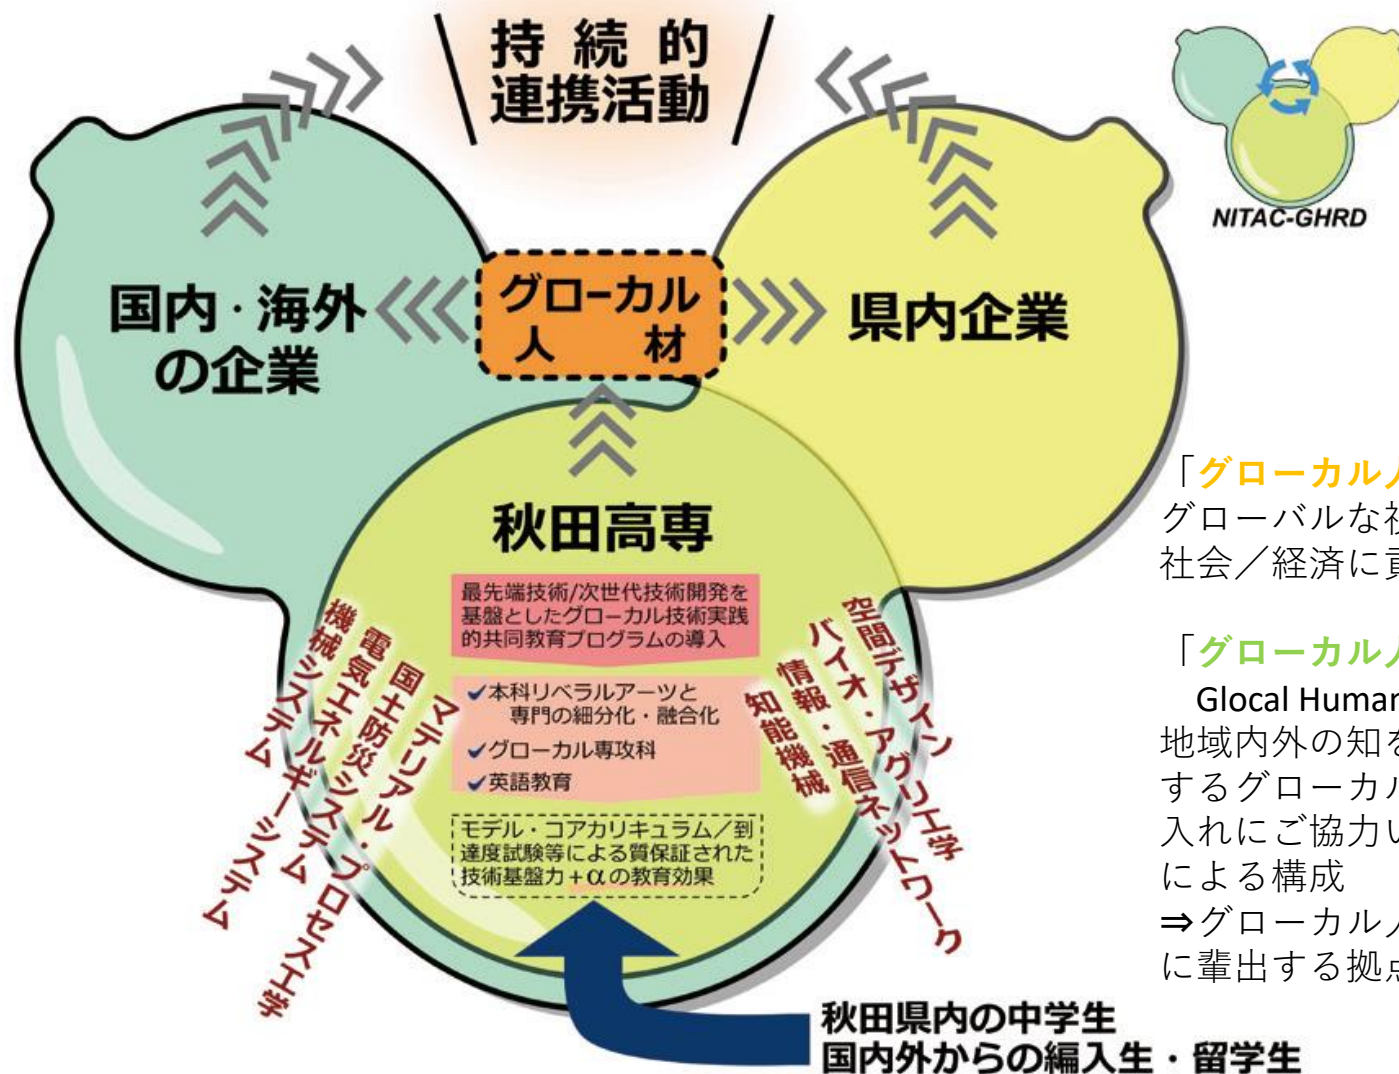 持続的
連携活動
NITAC-GHRD
国内・海外
の企業
グローカル
人材
県内企業
秋田高専
最先端技術/次世代技術開発を
基盤としたグローカル技術実践
的共同教育プログラムの導入
✓本科リベラルアーツと
専門の細分化・融合化
✓グローカル専攻科
✓英語教育
モデル・コアカリキュラム／到
達度試験等による質保証された
技術基盤力+αの教育効果
機械システム
電気エネルギーシステム
国土防災システム
マテリアル・プロセス工学
知能機械
情報・通信ネットワーク
バイオ・アグリ工学
空間デザイン
秋田県内の中学生
国内外からの編入生・留学生
「グローカル人
グローバルな社
社会／経済に貢
「グローカル人
Glocal Human
地域内外の知を
するグローカル
入れにご協力い
による構成
⇒グローカル人
に輩出する拠点